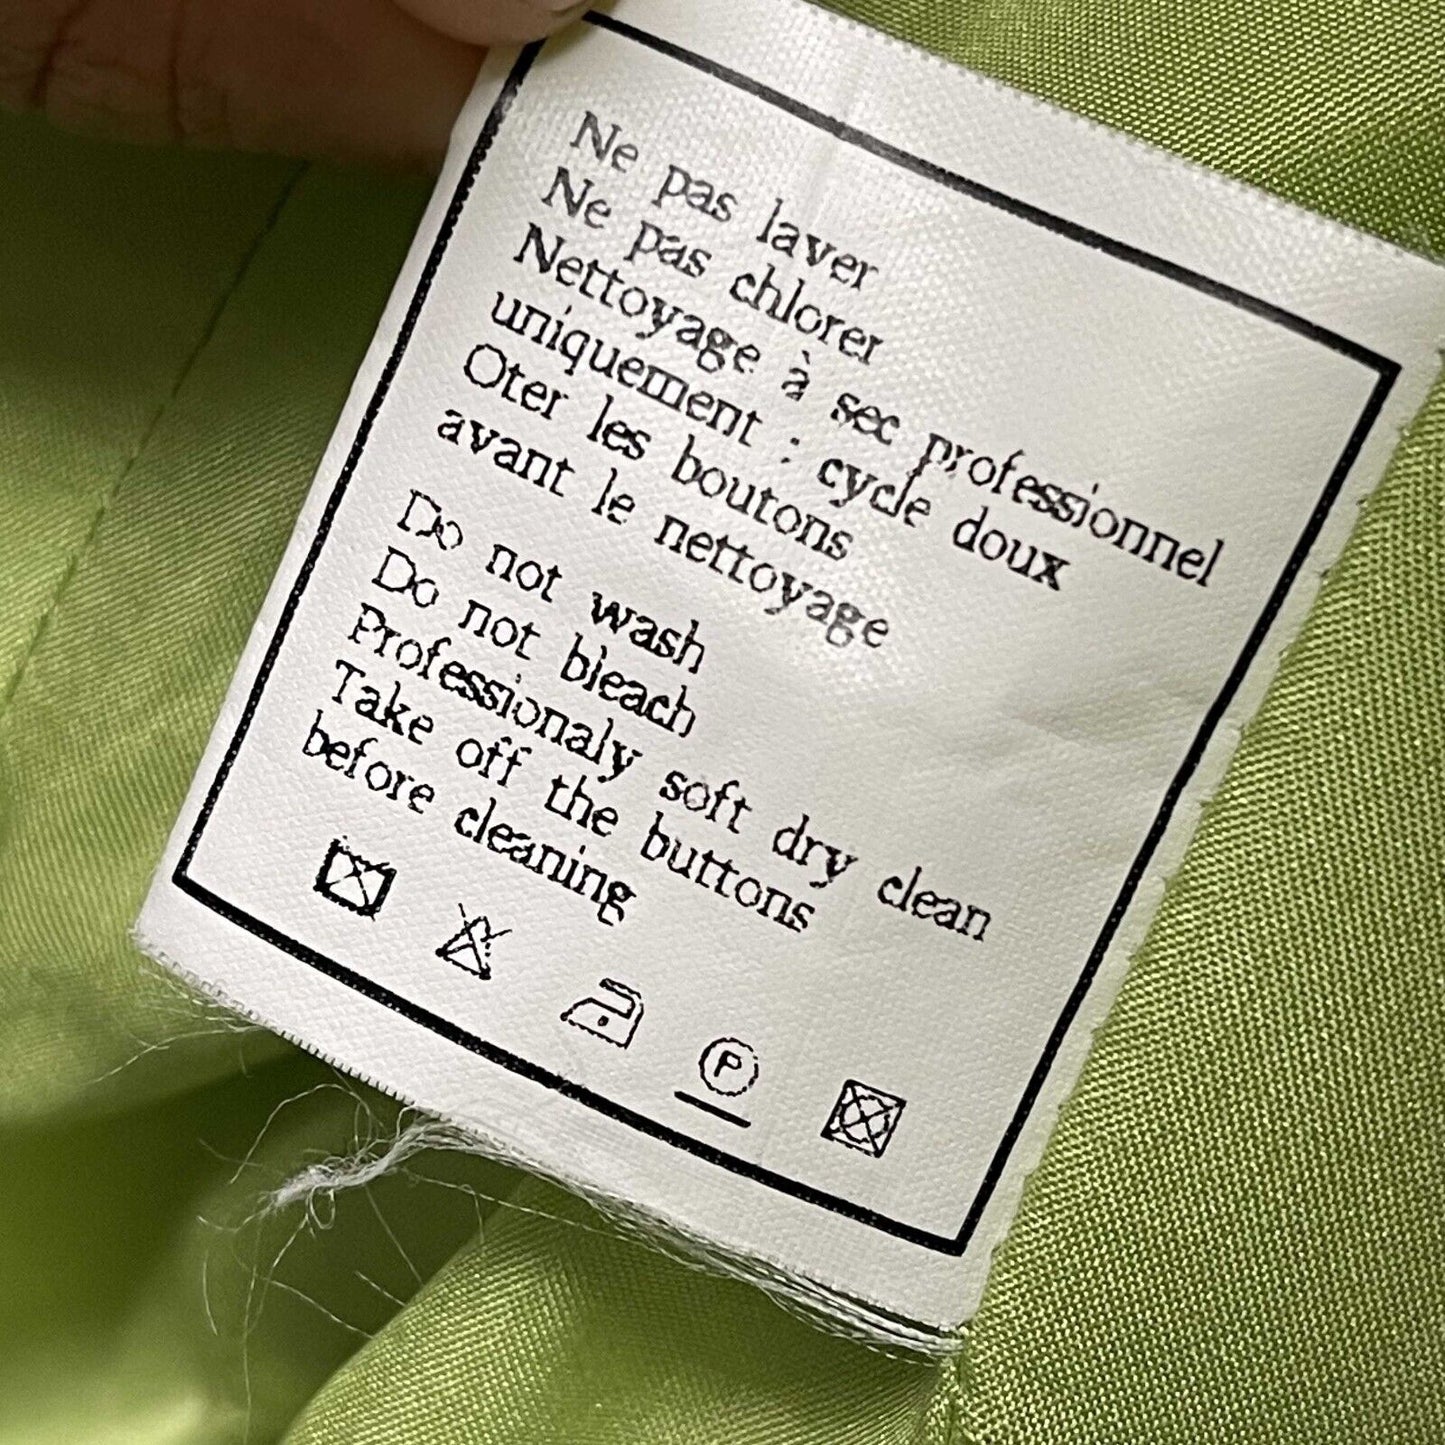 Ne pas laver
Ne pas chlorer
Nettoyage à sec professionnel
uniquement : cycle doux
Oter les boutons
avant le nettoyage
Do not wash
Do not bleach
Professionaly soft dry clean
Take off the buttons
before cleaning
P